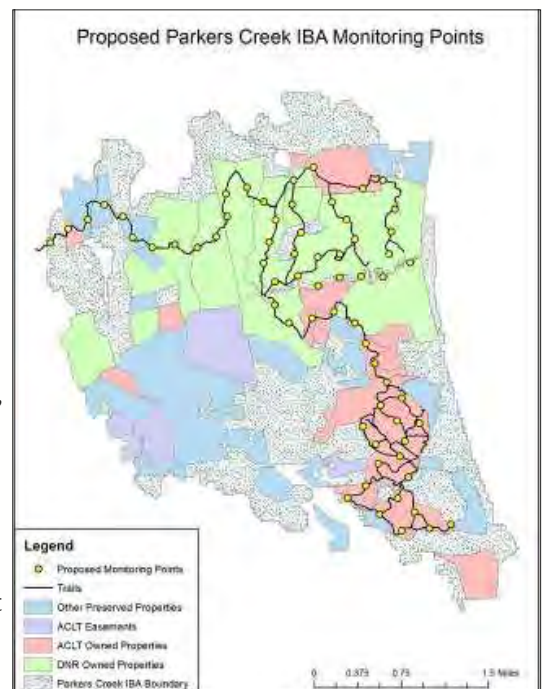 Proposed Parkers Creek IBA Monitoring Points
Legend
Proposed Monitoring Points
Trails
Other Preserved Properties
ACLT Easements
ACLT Owned Properties
DNR Owned Properties
Parkers Creek IBA Boundary
0 0.375 0.75 1.5 Miles